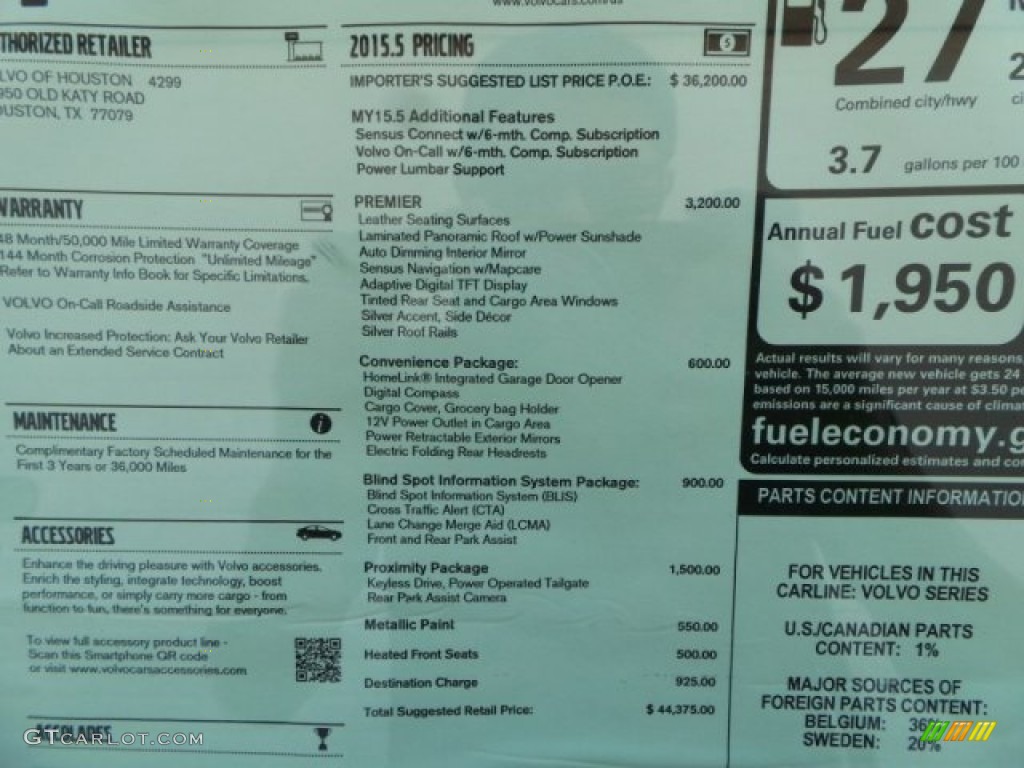 www.volvocars.com/us
THORIZED RETAILER
LVO OF HOUSTON 4299
950 OLD KATY ROAD
OUSTON, TX 77079
WARRANTY
48 Month/50,000 Mile Limited Warranty Coverage
144 Month Corrosion Protection "Unlimited Mileage"
Refer to Warranty Info Book for Specific Limitations.
VOLVO On-Call Roadside Assistance
Volvo Increased Protection: Ask Your Volvo Retailer
About an Extended Service Contract
MAINTENANCE
Complimentary Factory Scheduled Maintenance for the
First 3 Years or 36,000 Miles
ACCESSORIES
Enhance the driving pleasure with Volvo accessories.
Enrich the styling, integrate technology, boost
performance, or simply carry more cargo - from
function to fun, there's something for everyone.
To view full accessory product line -
Scan this Smartphone QR code
or visit www.volvocarsaccessories.com
ACCOLADES
GTCARLOT.COM
2015.5 PRICING
IMPORTER'S SUGGESTED LIST PRICE P.O.E.: $ 36,200.00
MY15.5 Additional Features
Sensus Connect w/6-mth. Comp. Subscription
Volvo On-Call w/6-mth. Comp. Subscription
Power Lumbar Support
PREMIER 3,200.00
Leather Seating Surfaces
Laminated Panoramic Roof w/Power Sunshade
Auto Dimming Interior Mirror
Sensus Navigation w/Mapcare
Adaptive Digital TFT Display
Tinted Rear Seat and Cargo Area Windows
Silver Accent, Side Décor
Silver Roof Rails
Convenience Package: 600.00
HomeLink® Integrated Garage Door Opener
Digital Compass
Cargo Cover, Grocery bag Holder
12V Power Outlet in Cargo Area
Power Retractable Exterior Mirrors
Electric Folding Rear Headrests
Blind Spot Information System Package: 900.00
Blind Spot Information System (BLIS)
Cross Traffic Alert (CTA)
Lane Change Merge Aid (LCMA)
Front and Rear Park Assist
Proximity Package 1,500.00
Keyless Drive, Power Operated Tailgate
Rear Park Assist Camera
Metallic Paint 550.00
Heated Front Seats 500.00
Destination Charge 925.00
Total Suggested Retail Price: $ 44,375.00
27 2
Combined city/hwy ci
3.7 gallons per 100
Annual Fuel cost
$1,950
Actual results will vary for many reasons,
vehicle. The average new vehicle gets 24
based on 15,000 miles per year at $3.50 pe
emissions are a significant cause of climat
fueleconomy.g
Calculate personalized estimates and co
PARTS CONTENT INFORMATIO
FOR VEHICLES IN THIS
CARLINE: VOLVO SERIES
U.S./CANADIAN PARTS
CONTENT: 1%
MAJOR SOURCES OF
FOREIGN PARTS CONTENT:
BELGIUM: 36%
SWEDEN: 20%